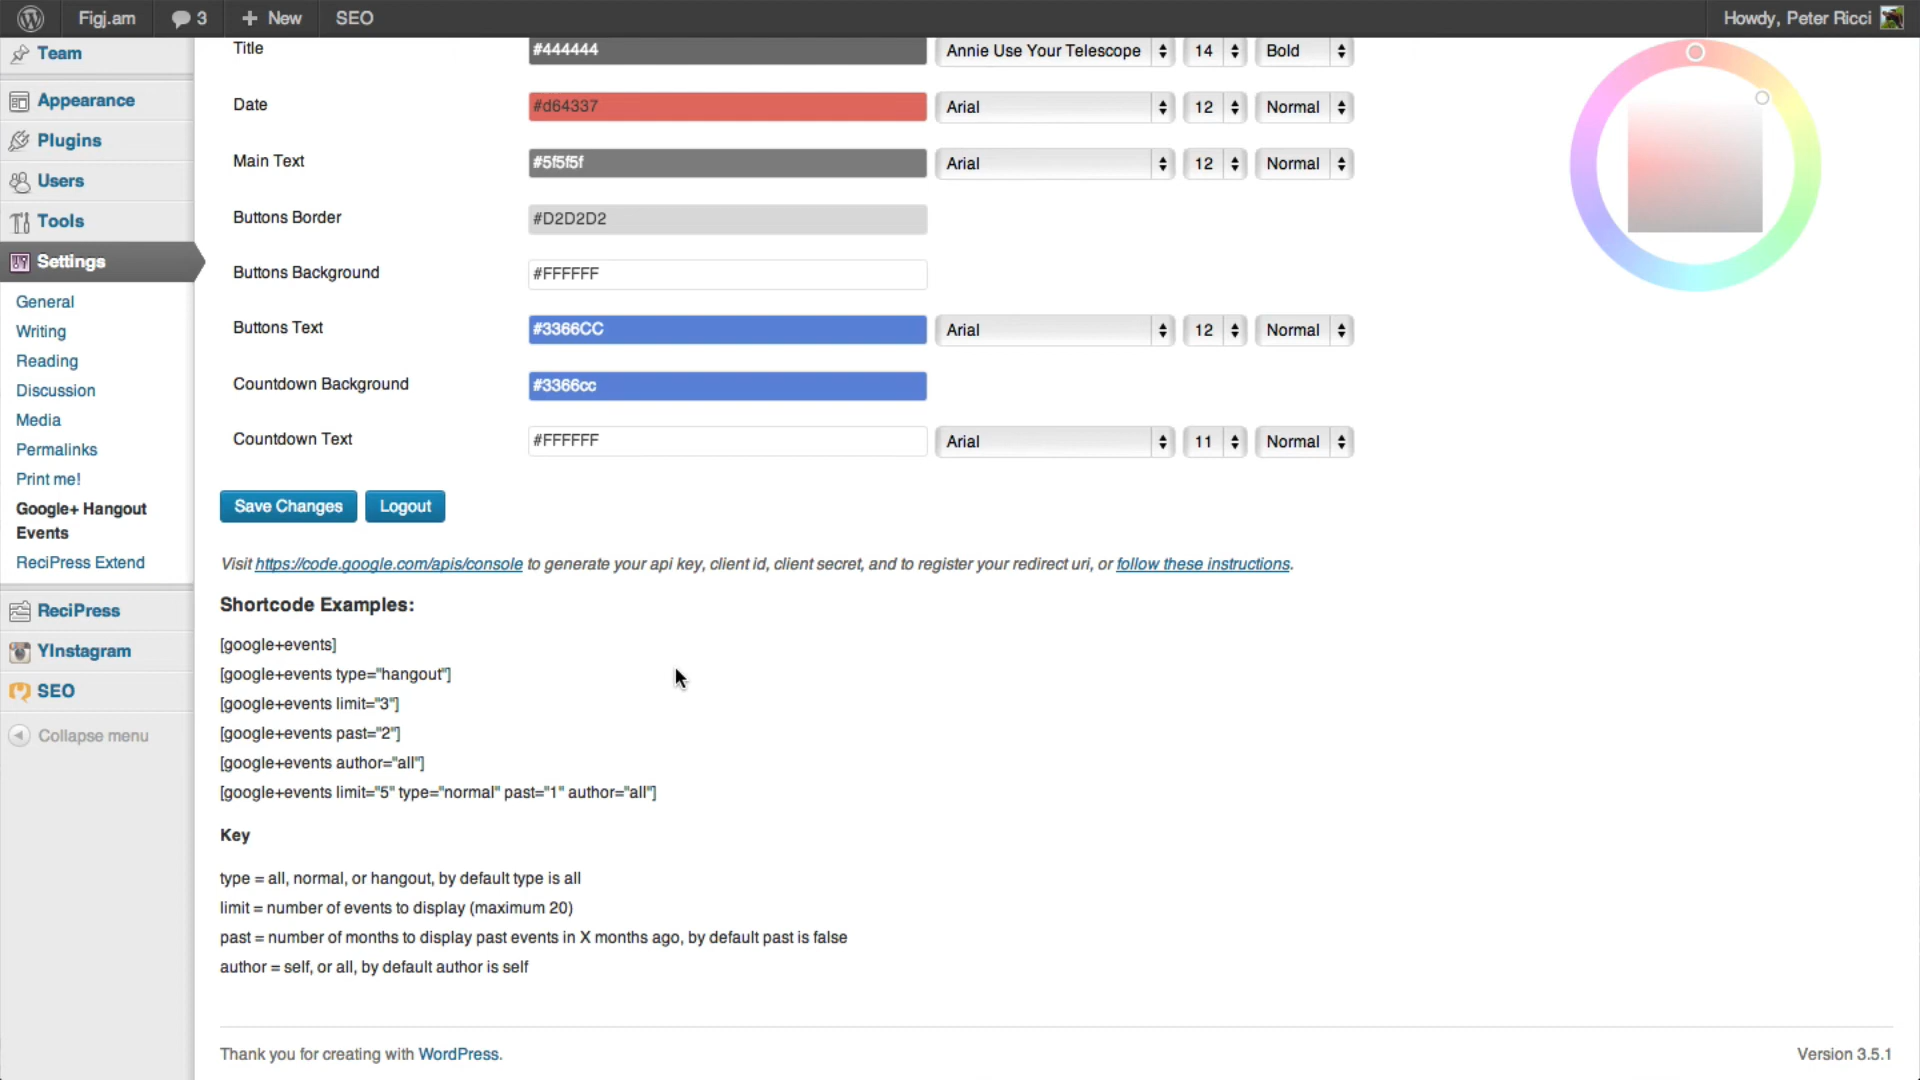 Figj.am 3 + New SEO Howdy, Peter Ricci
Team
Appearance
Plugins
Users
Tools
Settings
General
Writing
Reading
Discussion
Media
Permalinks
Print me!
Google+ Hangout
Events
ReciPress Extend
ReciPress
YInstagram
SEO
Collapse menu
Title #444444 Annie Use Your Telescope 14 Bold
Date #d64337 Arial 12 Normal
Main Text #5f5f5f Arial 12 Normal
Buttons Border #D2D2D2
Buttons Background #FFFFFF
Buttons Text #3366CC Arial 12 Normal
Countdown Background #3366cc
Countdown Text #FFFFFF Arial 11 Normal
Save Changes Logout
Visit https://code.google.com/apis/console to generate your api key, client id, client secret, and to register your redirect uri, or follow these instructions.
Shortcode Examples:
[google+events]
[google+events type="hangout"]
[google+events limit="3"]
[google+events past="2"]
[google+events author="all"]
[google+events limit="5" type="normal" past="1" author="all"]
Key
type = all, normal, or hangout, by default type is all
limit = number of events to display (maximum 20)
past = number of months to display past events in X months ago, by default past is false
author = self, or all, by default author is self
Thank you for creating with WordPress. Version 3.5.1